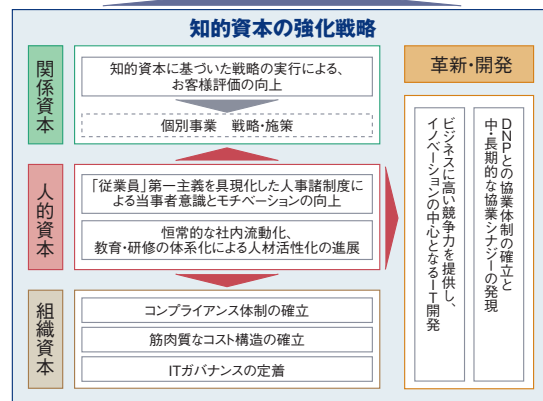 知的資本の強化戦略
関係資本
知的資本に基づいた戦略の実行による、
お客様評価の向上
個別事業　戦略・施策
人的資本
「従業員」第一主義を具現化した人事諸制度
による当事者意識とモチベーションの向上
恒常的な社内流動化、
教育・研修の体系化による人材活性化の進展
組織資本
コンプライアンス体制の確立
筋肉質なコスト構造の確立
ITガバナンスの定着
革新・開発
DNPとの協業体制の確立と
中・長期的な協業シナジーの発現
ビジネスに高い競争力を提供し、
イノベーションの中心となるIT開発